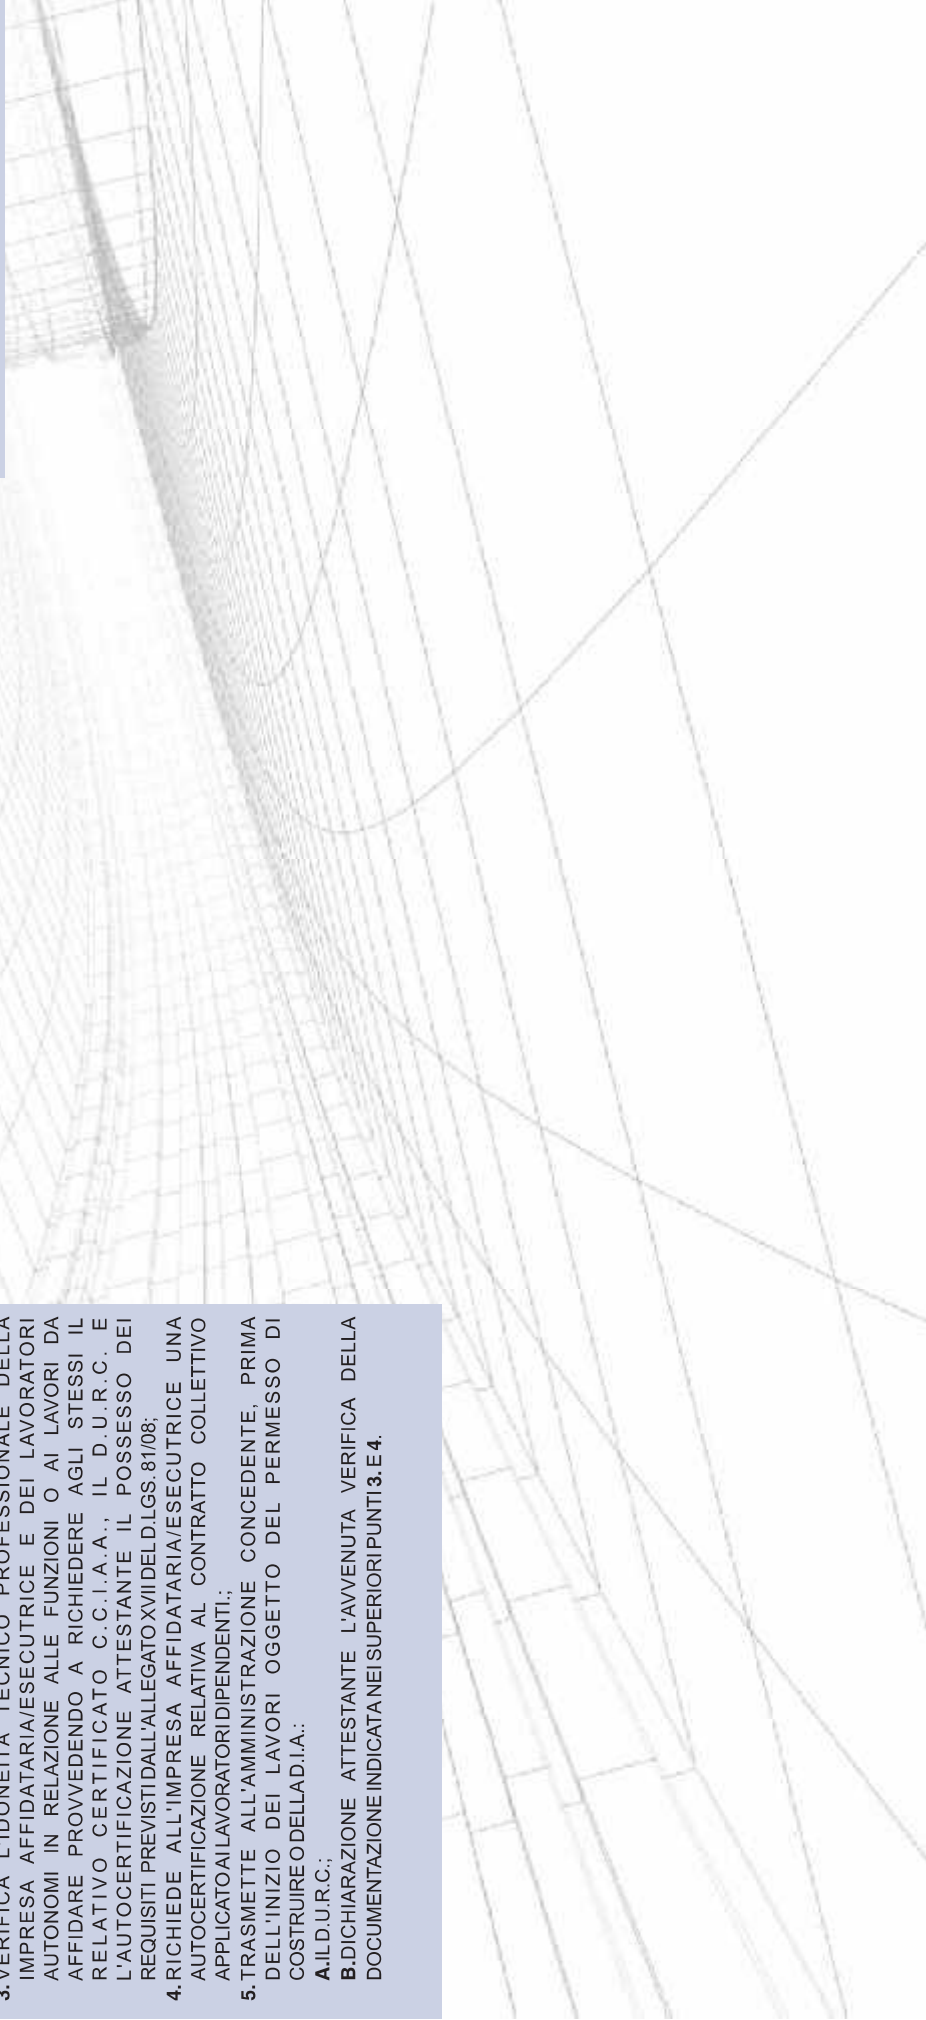 3. VERIFICA L'IDONEITÀ TECNICO PROFESSIONALE DELLA
IMPRESA AFFIDATARIA/ESECUTRICE E DEI LAVORATORI
AUTONOMI IN RELAZIONE ALLE FUNZIONI O AI LAVORI DA
AFFIDARE PROVVEDENDO A RICHIEDERE AGLI STESSI IL
RELATIVO CERTIFICATO C.C.I.A.A., IL D.U.R.C. E
L'AUTOCERTIFICAZIONE ATTESTANTE IL POSSESSO DEI
REQUISITI PREVISTI DALL'ALLEGATO XVII DEL D.LGS. 81/08;
4. RICHIEDE ALL'IMPRESA AFFIDATARIA/ESECUTRICE UNA
AUTOCERTIFICAZIONE RELATIVA AL CONTRATTO COLLETTIVO
APPLICATO AI LAVORATORI DIPENDENTI.;
5. TRASMETTE ALL'AMMINISTRAZIONE CONCEDENTE, PRIMA
DELL'INIZIO DEI LAVORI OGGETTO DEL PERMESSO DI
COSTRUIRE O DELLA D.I.A.:
A. IL D.U.R.C.;
B. DICHIARAZIONE ATTESTANTE L'AVVENUTA VERIFICA DELLA
DOCUMENTAZIONE INDICATA NEI SUPERIORI PUNTI 3. E 4.